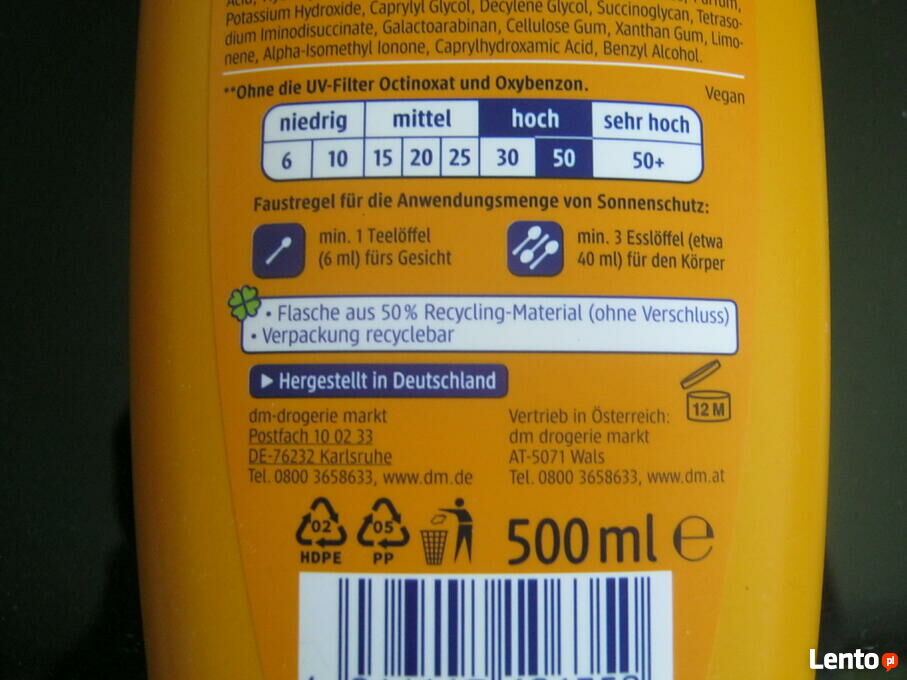 Potassium Hydroxide, Caprylyl Glycol, Decylene Glycol, Succinoglycan, Tetraso-
dium Iminodisuccinate, Galactoarabinan, Cellulose Gum, Xanthan Gum, Limo-
nene, Alpha-Isomethyl Ionone, Caprylhydroxamic Acid, Benzyl Alcohol.
**Ohne die UV-Filter Octinoxat und Oxybenzon.
Vegan
niedrig mittel hoch sehr hoch
6 10 15 20 25 30 50 50+
Faustregel für die Anwendungsmenge von Sonnenschutz:
min. 1 Teelöffel
(6 ml) fürs Gesicht
min. 3 Esslöffel (etwa
40 ml) für den Körper
• Flasche aus 50% Recycling-Material (ohne Verschluss)
• Verpackung recyclebar
Hergestellt in Deutschland
12 M
dm-drogerie markt
Postfach 10 02 33
DE-76232 Karlsruhe
Tel. 0800 3658633, www.dm.de
Vertrieb in Österreich:
dm drogerie markt
AT-5071 Wals
Tel. 0800 3658633, www.dm.at
02
HDPE
05
PP
500 ml e
Lento pl